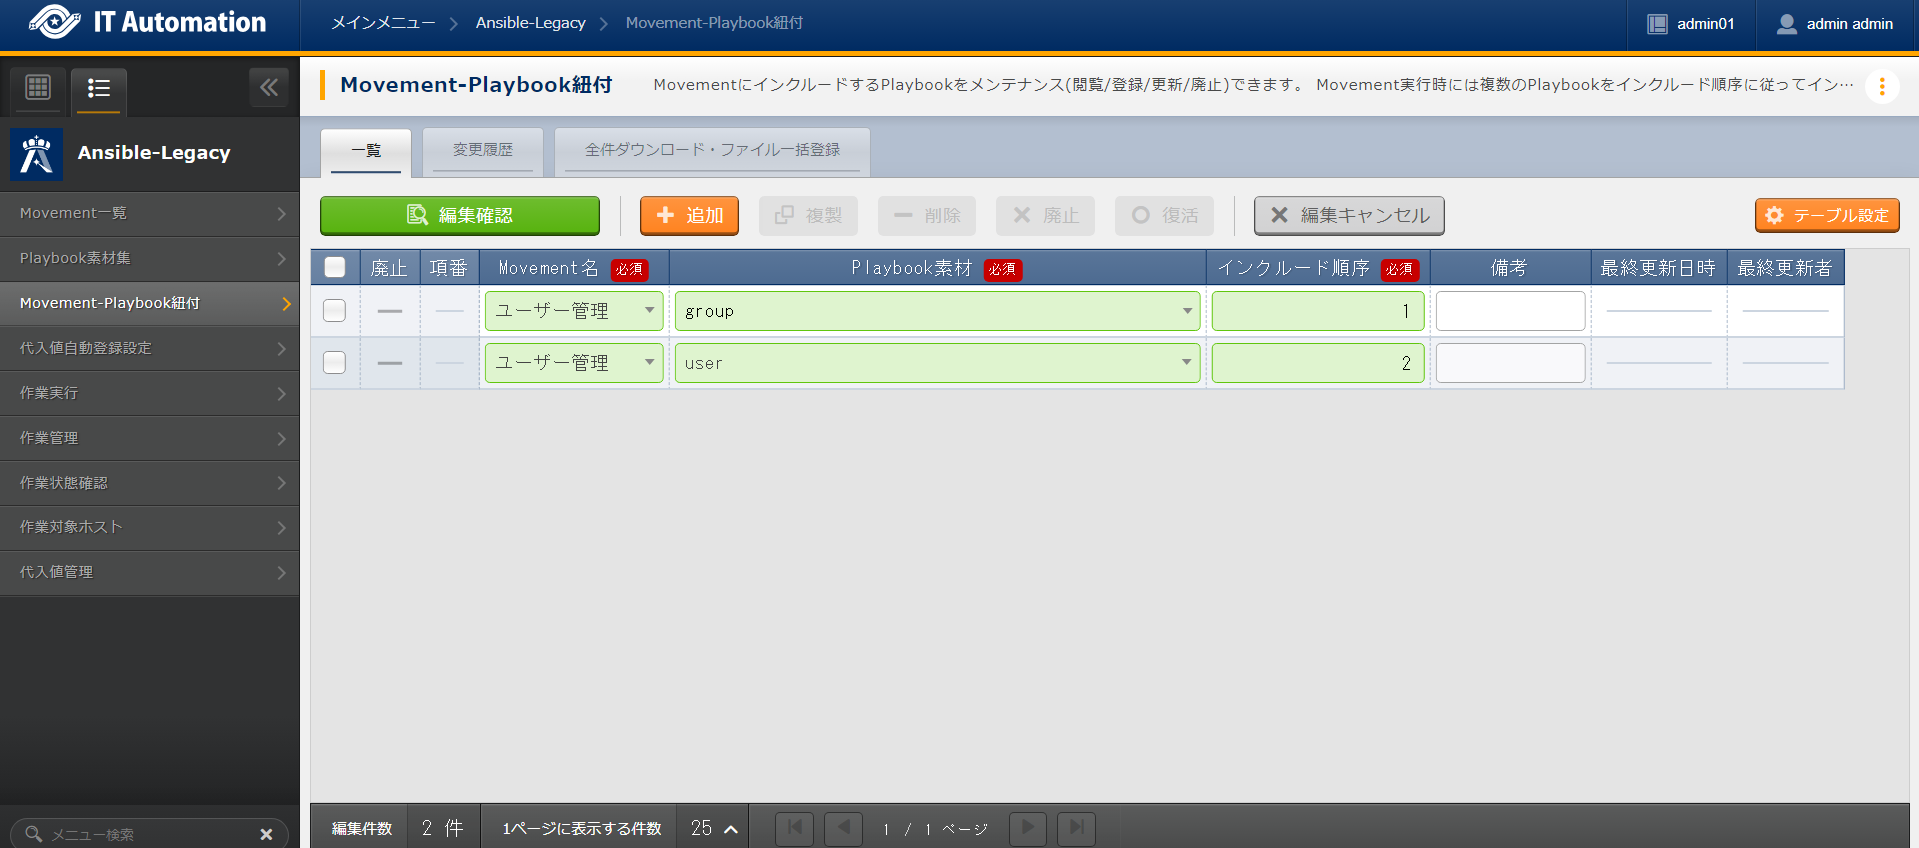 IT Automation
メインメニュー
Ansible-Legacy
Movement-Playbook紐付
admin01
admin admin
Ansible-Legacy
Movement一覧
Playbook素材集
Movement-Playbook紐付
代入値自動登録設定
作業実行
作業管理
作業状態確認
作業対象ホスト
代入値管理
メニュー検索
Movement-Playbook紐付
MovementにインクルードするPlaybookをメンテナンス(閲覧/登録/更新/廃止)できます。 Movement実行時には複数のPlaybookをインクルード順序に従ってイン…
一覧 変更履歴 全件ダウンロード・ファイル一括登録
編集確認 追加 複製 削除 廃止 復活 編集キャンセル テーブル設定
廃止 項番 Movement名 必須 Playbook素材 必須 インクルード順序 必須 備考 最終更新日時 最終更新者
ユーザー管理 group 1
ユーザー管理 user 2
編集件数 2 件 1ページに表示する件数 25 1 / 1 ページ